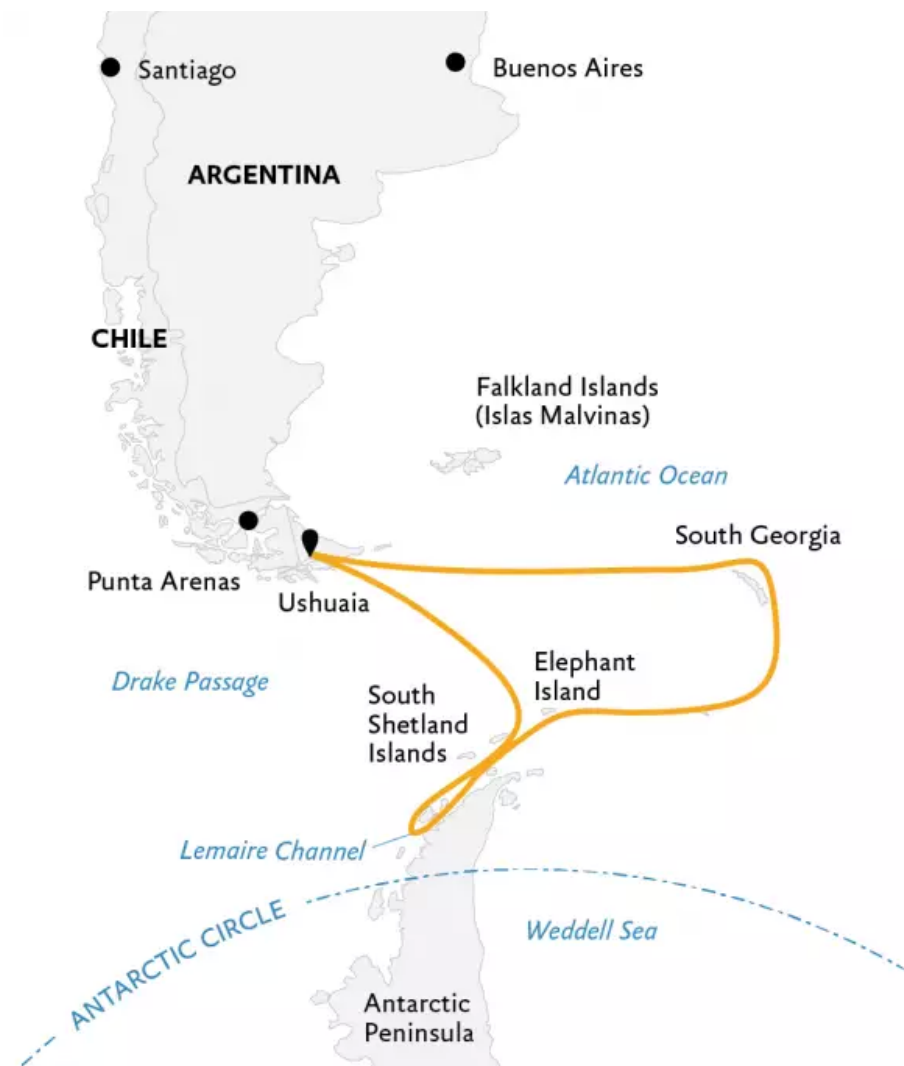 Santiago
Buenos Aires
ARGENTINA
CHILE
Falkland Islands
(Islas Malvinas)
Atlantic Ocean
South Georgia
Punta Arenas
Ushuaia
Drake Passage
Elephant
Island
South
Shetland
Islands
Lemaire Channel
ANTARCTIC CIRCLE
Weddell Sea
Antarctic
Peninsula